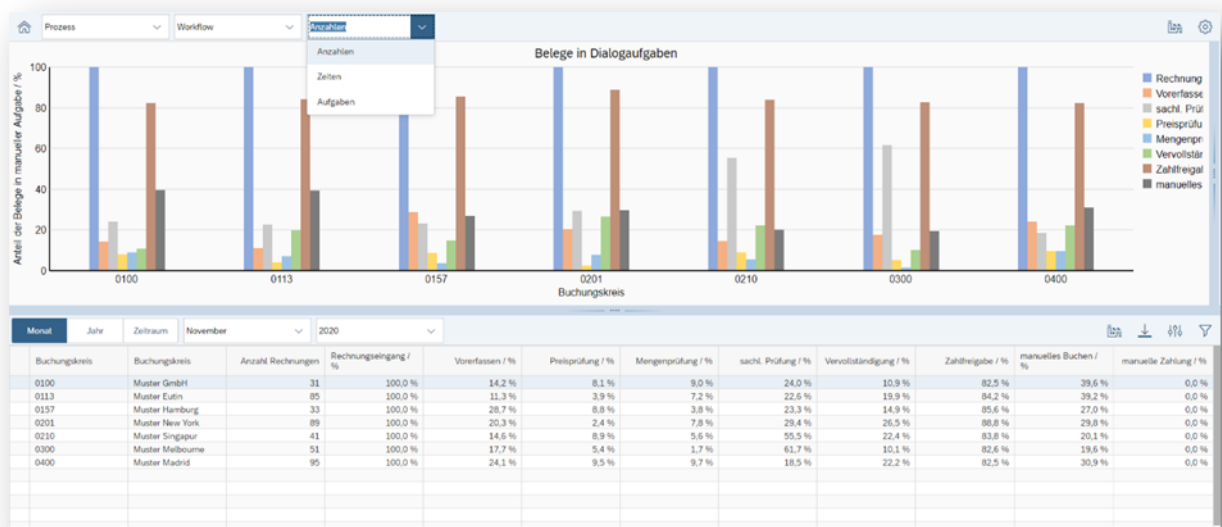 Prozess Workflow Anzahlen
Anzahlen
Zeiten
Aufgaben
Belege in Dialogaufgaben
Anteil der Belege in manueller Aufgabe / %
100
80
60
40
20
0
0100 0113 0157 0201 0210 0300 0400
Buchungskreis
Rechnung
Vorerfasse
sachl. Prüf
Preisprüfu
Mengenpr
Vervollstär
Zahlfreigal
manuelles
Monat Jahr Zeitraum November 2020
Buchungskreis Buchungskreis Anzahl Rechnungen Rechnungseingang / % Vorerfassen / % Preisprüfung / % Mengenprüfung / % sachl. Prüfung / % Vervollständigung / % Zahlfreigabe / % manuelles Buchen / % manuelle Zahlung / %
0100 Muster GmbH 31 100,0 % 14,2 % 8,1 % 9,0 % 24,0 % 10,9 % 82,5 % 39,6 % 0,0 %
0113 Muster Eutin 85 100,0 % 11,3 % 3,9 % 7,2 % 22,6 % 19,9 % 84,2 % 39,2 % 0,0 %
0157 Muster Hamburg 33 100,0 % 28,7 % 8,8 % 3,8 % 23,3 % 14,9 % 85,6 % 27,0 % 0,0 %
0201 Muster New York 89 100,0 % 20,3 % 2,4 % 7,8 % 29,4 % 26,5 % 88,8 % 29,8 % 0,0 %
0210 Muster Singapur 41 100,0 % 14,6 % 8,9 % 5,6 % 55,5 % 22,4 % 83,8 % 20,1 % 0,0 %
0300 Muster Melbourne 51 100,0 % 17,7 % 5,4 % 1,7 % 61,7 % 10,1 % 82,6 % 19,6 % 0,0 %
0400 Muster Madrid 95 100,0 % 24,1 % 9,5 % 9,7 % 18,5 % 22,2 % 82,5 % 30,9 % 0,0 %